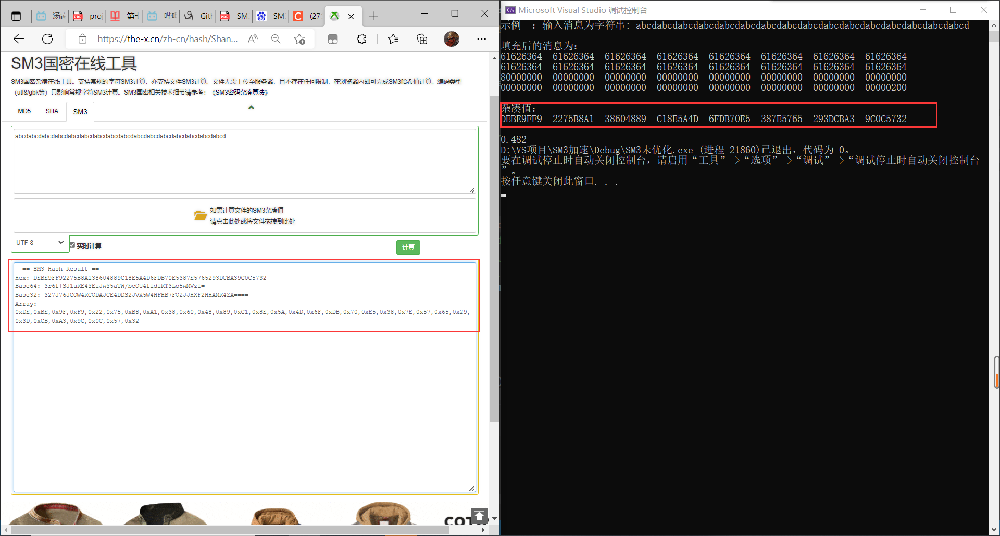 汤家
proj
第十
哔哩
Gith
SM
SM
(27
https://the-x.cn/zh-cn/hash/Shan...
SM3国密在线工具
SM3国密杂凑在线工具。支持常规的字符SM3计算，亦支持文件SM3计算。文件无需上传至服务器，且不存在任何限制，在浏览器内即可完成SM3哈希值计算。编码类型
（utf8/gbk等）只影响常规字符SM3计算。SM3国密相关技术细节请参考：《SM3密码杂凑算法》
MD5 SHA SM3
abcdabcdabcdabcdabcdabcdabcdabcdabcdabcdabcdabcdabcdabcdabcdabcd
如需计算文件的SM3杂凑值
请点击此处或将文件拖拽到此处
UTF-8
实时计算
计算
--== SM3 Hash Result ==--
Hex: DEBE9FF92275B8A138604889C18E5A4D6FDB70E5387E5765293DCBA39C0C5732
Base64: 3r6f+SJ1uKE4YEiJwY5aTW/bcOU4fldlKT3Lo5wMVzI=
Base32: 327J76JCOW4KCODAJCE4DDS2JVX5W4HFHB7FOZJJHXF2HHAMK4ZA====
Array:
0xDE,0xBE,0x9F,0xF9,0x22,0x75,0xB8,0xA1,0x38,0x60,0x48,0x89,0xC1,0x8E,0x5A,0x4D,0x6F,0xDB,0x70,0xE5,0x38,0x7E,0x57,0x65,0x29,
0x3D,0xCB,0xA3,0x9C,0x0C,0x57,0x32
Microsoft Visual Studio 调试控制台
示例 ：输入消息为字符串: abcdabcdabcdabcdabcdabcdabcdabcdabcdabcdabcdabcdabcdabcdabcdabcd
填充后的消息为:
61626364 61626364 61626364 61626364 61626364 61626364 61626364 61626364
61626364 61626364 61626364 61626364 61626364 61626364 61626364 61626364
80000000 00000000 00000000 00000000 00000000 00000000 00000000 00000000
00000000 00000000 00000000 00000000 00000000 00000000 00000000 00000200
杂凑值:
DEBE9FF9 2275B8A1 38604889 C18E5A4D 6FDB70E5 387E5765 293DCBA3 9C0C5732
0.482
D:\VS项目\SM3加速\Debug\SM3未优化.exe (进程 21860)已退出，代码为 0。
要在调试停止时自动关闭控制台，请启用“工具”->“选项”->“调试”->“调试停止时自动关闭控制台
”。
按任意键关闭此窗口. . .